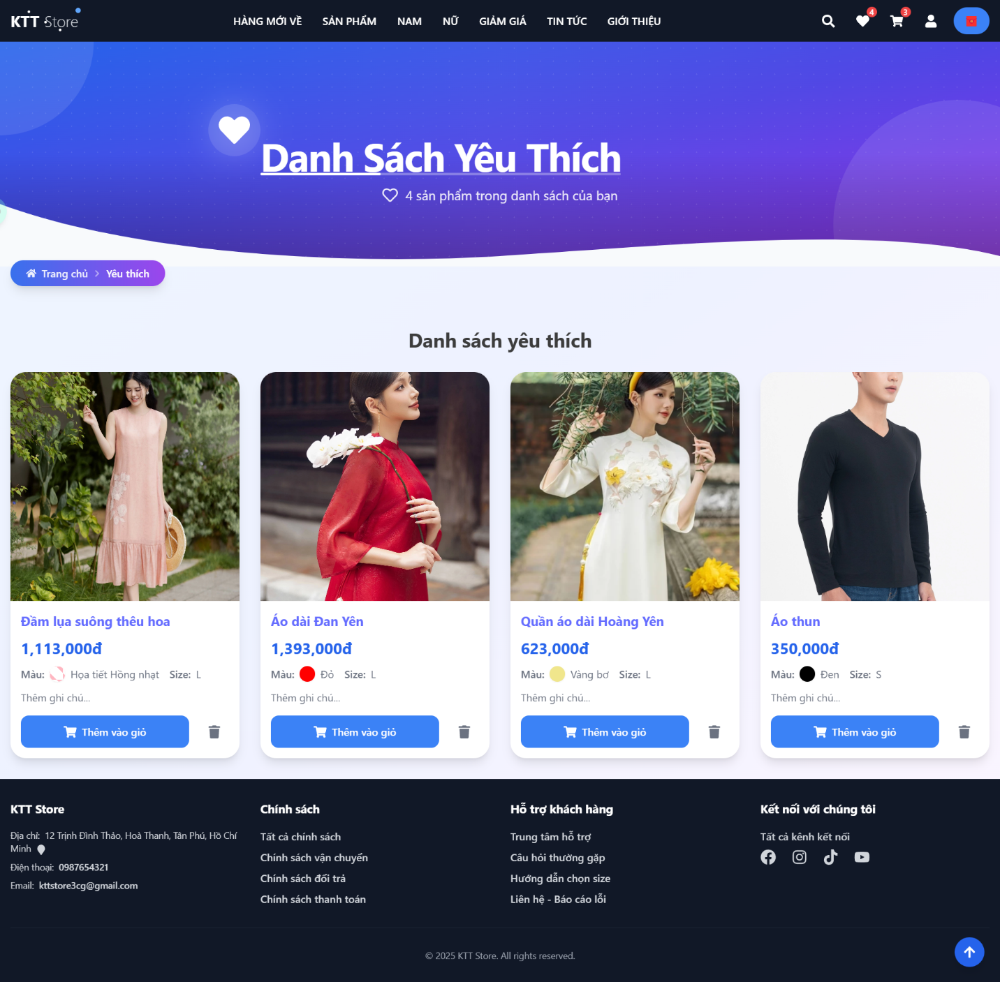 KTT Store
HÀNG MỚI VỀ
SẢN PHẨM
NAM
NỮ
GIẢM GIÁ
TIN TỨC
GIỚI THIỆU
4
3
Danh Sách Yêu Thích
4 sản phẩm trong danh sách của bạn
Trang chủ
Yêu thích
Danh sách yêu thích
Đầm lụa suông thêu hoa
1,113,000đ
Màu: Họa tiết Hồng nhạt Size: L
Thêm ghi chú...
Thêm vào giỏ
Áo dài Đan Yên
1,393,000đ
Màu: Đỏ Size: L
Thêm ghi chú...
Thêm vào giỏ
Quần áo dài Hoàng Yên
623,000đ
Màu: Vàng bơ Size: L
Thêm ghi chú...
Thêm vào giỏ
Áo thun
350,000đ
Màu: Đen Size: S
Thêm ghi chú...
Thêm vào giỏ
KTT Store
Địa chỉ: 12 Trịnh Đình Thảo, Hoà Thanh, Tân Phú, Hồ Chí
Minh
Điện thoại: 0987654321
Email: kttstore3cg@gmail.com
Chính sách
Tất cả chính sách
Chính sách vận chuyển
Chính sách đổi trả
Chính sách thanh toán
Hỗ trợ khách hàng
Trung tâm hỗ trợ
Câu hỏi thường gặp
Hướng dẫn chọn size
Liên hệ - Báo cáo lỗi
Kết nối với chúng tôi
Tất cả kênh kết nối
© 2025 KTT Store. All rights reserved.